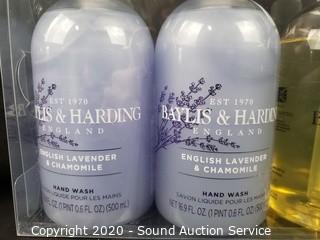 EST 1970
YLIS & HARDING
ENGLAND
ENGLISH LAVENDER
& CHAMOMILE
HAND WASH
LIQUIDE POUR LES MAINS
FL OZ (1 PINT 0.6 FL OZ) (500 mL)
EST 1970
BAYLIS & HARDIN
ENGLAND
ENGLISH LAVENDER
& CHAMOMILE
HAND WASH
SAVON LIQUIDE POUR LES MAINS
NET 16.9 FL OZ (1 PINT 0.6 FL OZ) (500
Copyright 2020 - Sound Auction Service